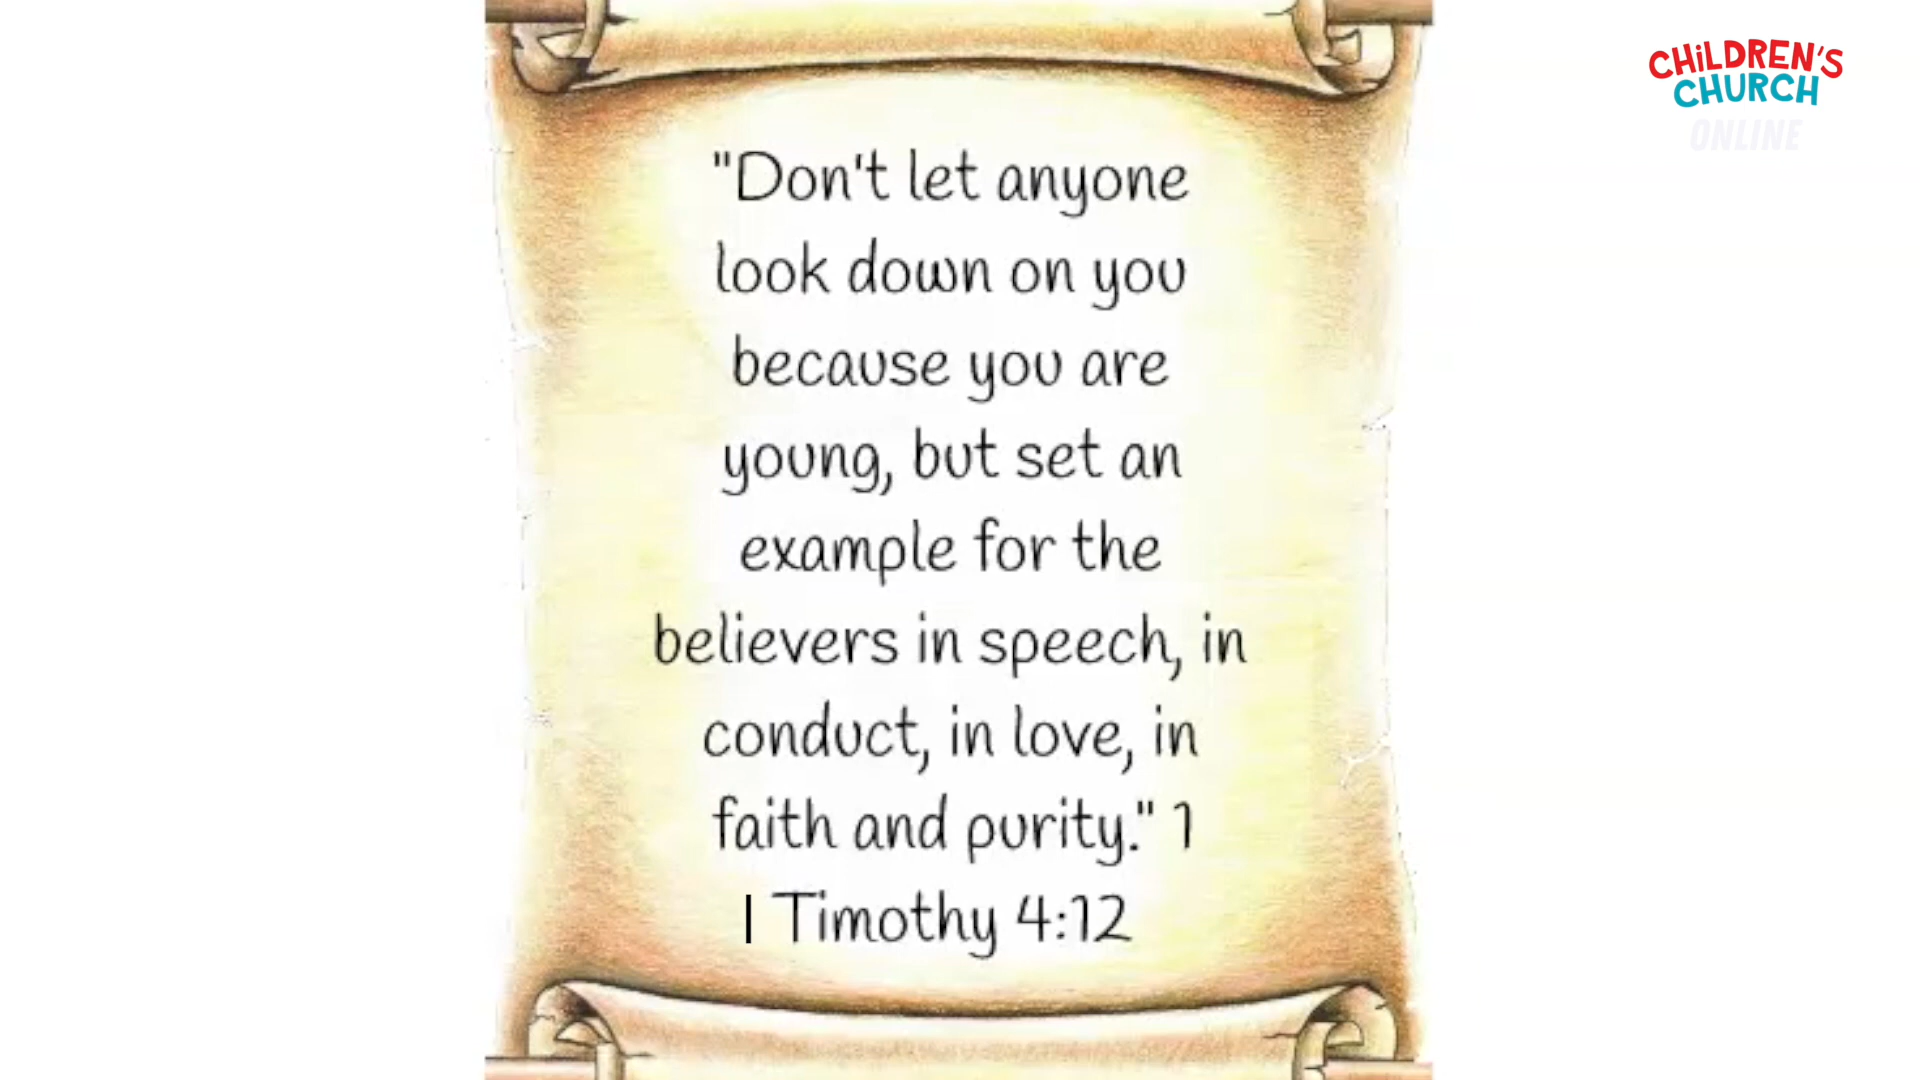 "Don't let anyone
look down on you
because you are
young, but set an
example for the
believers in speech, in
conduct, in love, in
faith and purity." 1
I Timothy 4:12
CHiLDREN'S
CHURCH
ONLINE